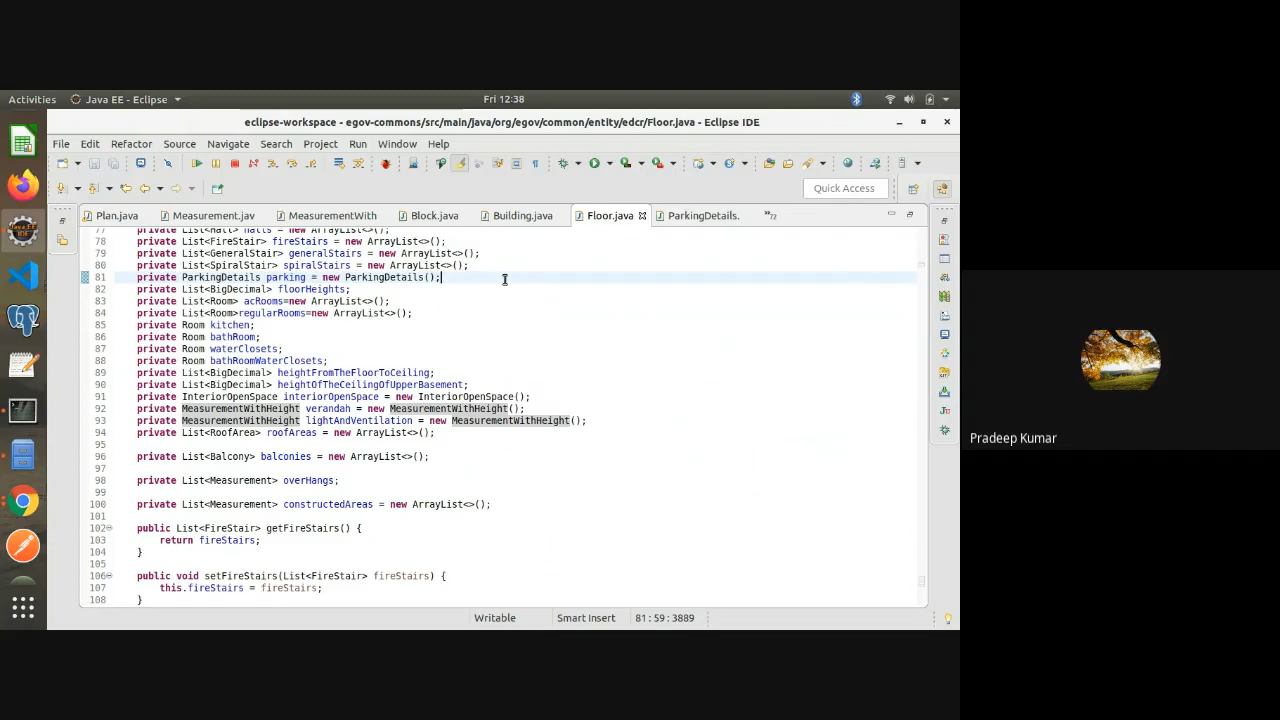 Activities Java EE - Eclipse Fri 12:38
eclipse-workspace - egov-commons/src/main/java/org/egov/common/entity/edcr/Floor.java - Eclipse IDE
File Edit Refactor Source Navigate Search Project Run Window Help
Quick Access
Plan.java Measurement.jav MeasurementWith Block.java Building.java Floor.java ParkingDetails. »72
77 private List<Hall> halls = new ArrayList<>();
78 private List<FireStair> fireStairs = new ArrayList<>();
79 private List<GeneralStair> generalStairs = new ArrayList<>();
80 private List<SpiralStair> spiralStairs = new ArrayList<>();
81 private ParkingDetails parking = new ParkingDetails();
82 private List<BigDecimal> floorHeights;
83 private List<Room> acRooms=new ArrayList<>();
84 private List<Room>regularRooms=new ArrayList<>();
85 private Room kitchen;
86 private Room bathRoom;
87 private Room waterClosets;
88 private Room bathRoomWaterClosets;
89 private List<BigDecimal> heightFromTheFloorToCeiling;
90 private List<BigDecimal> heightOfTheCeilingOfUpperBasement;
91 private InteriorOpenSpace interiorOpenSpace = new InteriorOpenSpace();
92 private MeasurementWithHeight verandah = new MeasurementWithHeight();
93 private MeasurementWithHeight lightAndVentilation = new MeasurementWithHeight();
94 private List<RoofArea> roofAreas = new ArrayList<>();
95
96 private List<Balcony> balconies = new ArrayList<>();
97
98 private List<Measurement> overHangs;
99
100 private List<Measurement> constructedAreas = new ArrayList<>();
101
102 public List<FireStair> getFireStairs() {
103 return fireStairs;
104 }
105
106 public void setFireStairs(List<FireStair> fireStairs) {
107 this.fireStairs = fireStairs;
108 }
Writable Smart Insert 81 : 59 : 3889
Pradeep Kumar